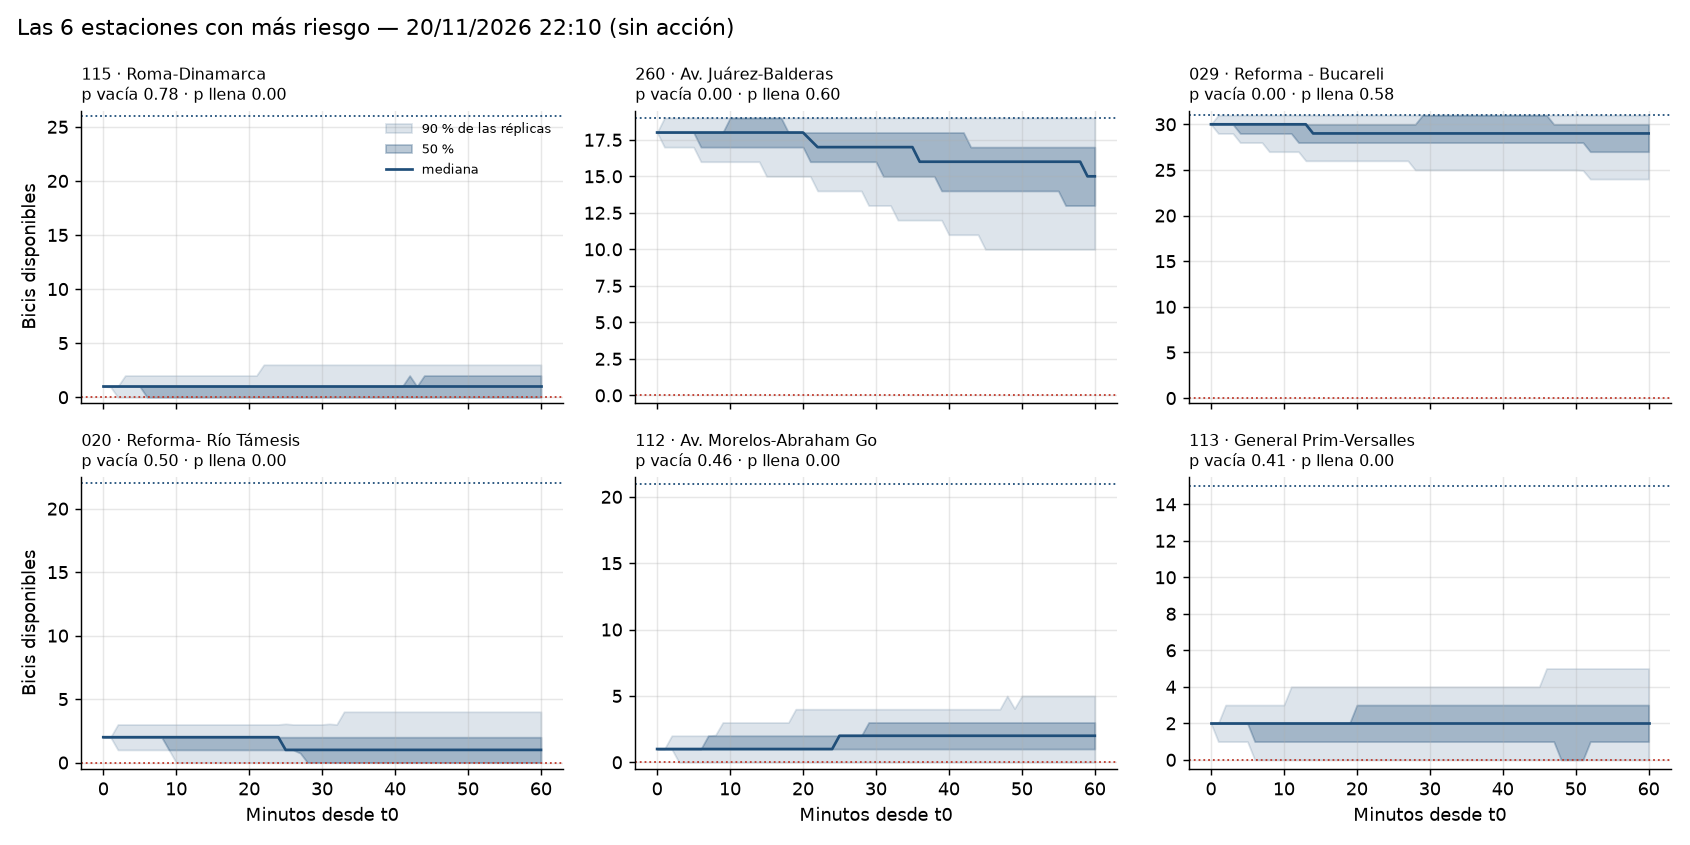 Las 6 estaciones con más riesgo — 20/11/2026 22:10 (sin acción)
115 · Roma-Dinamarca
p vacía 0.78 · p llena 0.00
Bicis disponibles
25
20
15
10
5
0
90 % de las réplicas
50 %
mediana
260 · Av. Juárez-Balderas
p vacía 0.00 · p llena 0.60
17.5
15.0
12.5
10.0
7.5
5.0
2.5
0.0
029 · Reforma - Bucareli
p vacía 0.00 · p llena 0.58
30
25
20
15
10
5
0
020 · Reforma- Río Támesis
p vacía 0.50 · p llena 0.00
Bicis disponibles
20
15
10
5
0
0 10 20 30 40 50 60
Minutos desde t0
112 · Av. Morelos-Abraham Go
p vacía 0.46 · p llena 0.00
20
15
10
5
0
0 10 20 30 40 50 60
Minutos desde t0
113 · General Prim-Versalles
p vacía 0.41 · p llena 0.00
14
12
10
8
6
4
2
0
0 10 20 30 40 50 60
Minutos desde t0